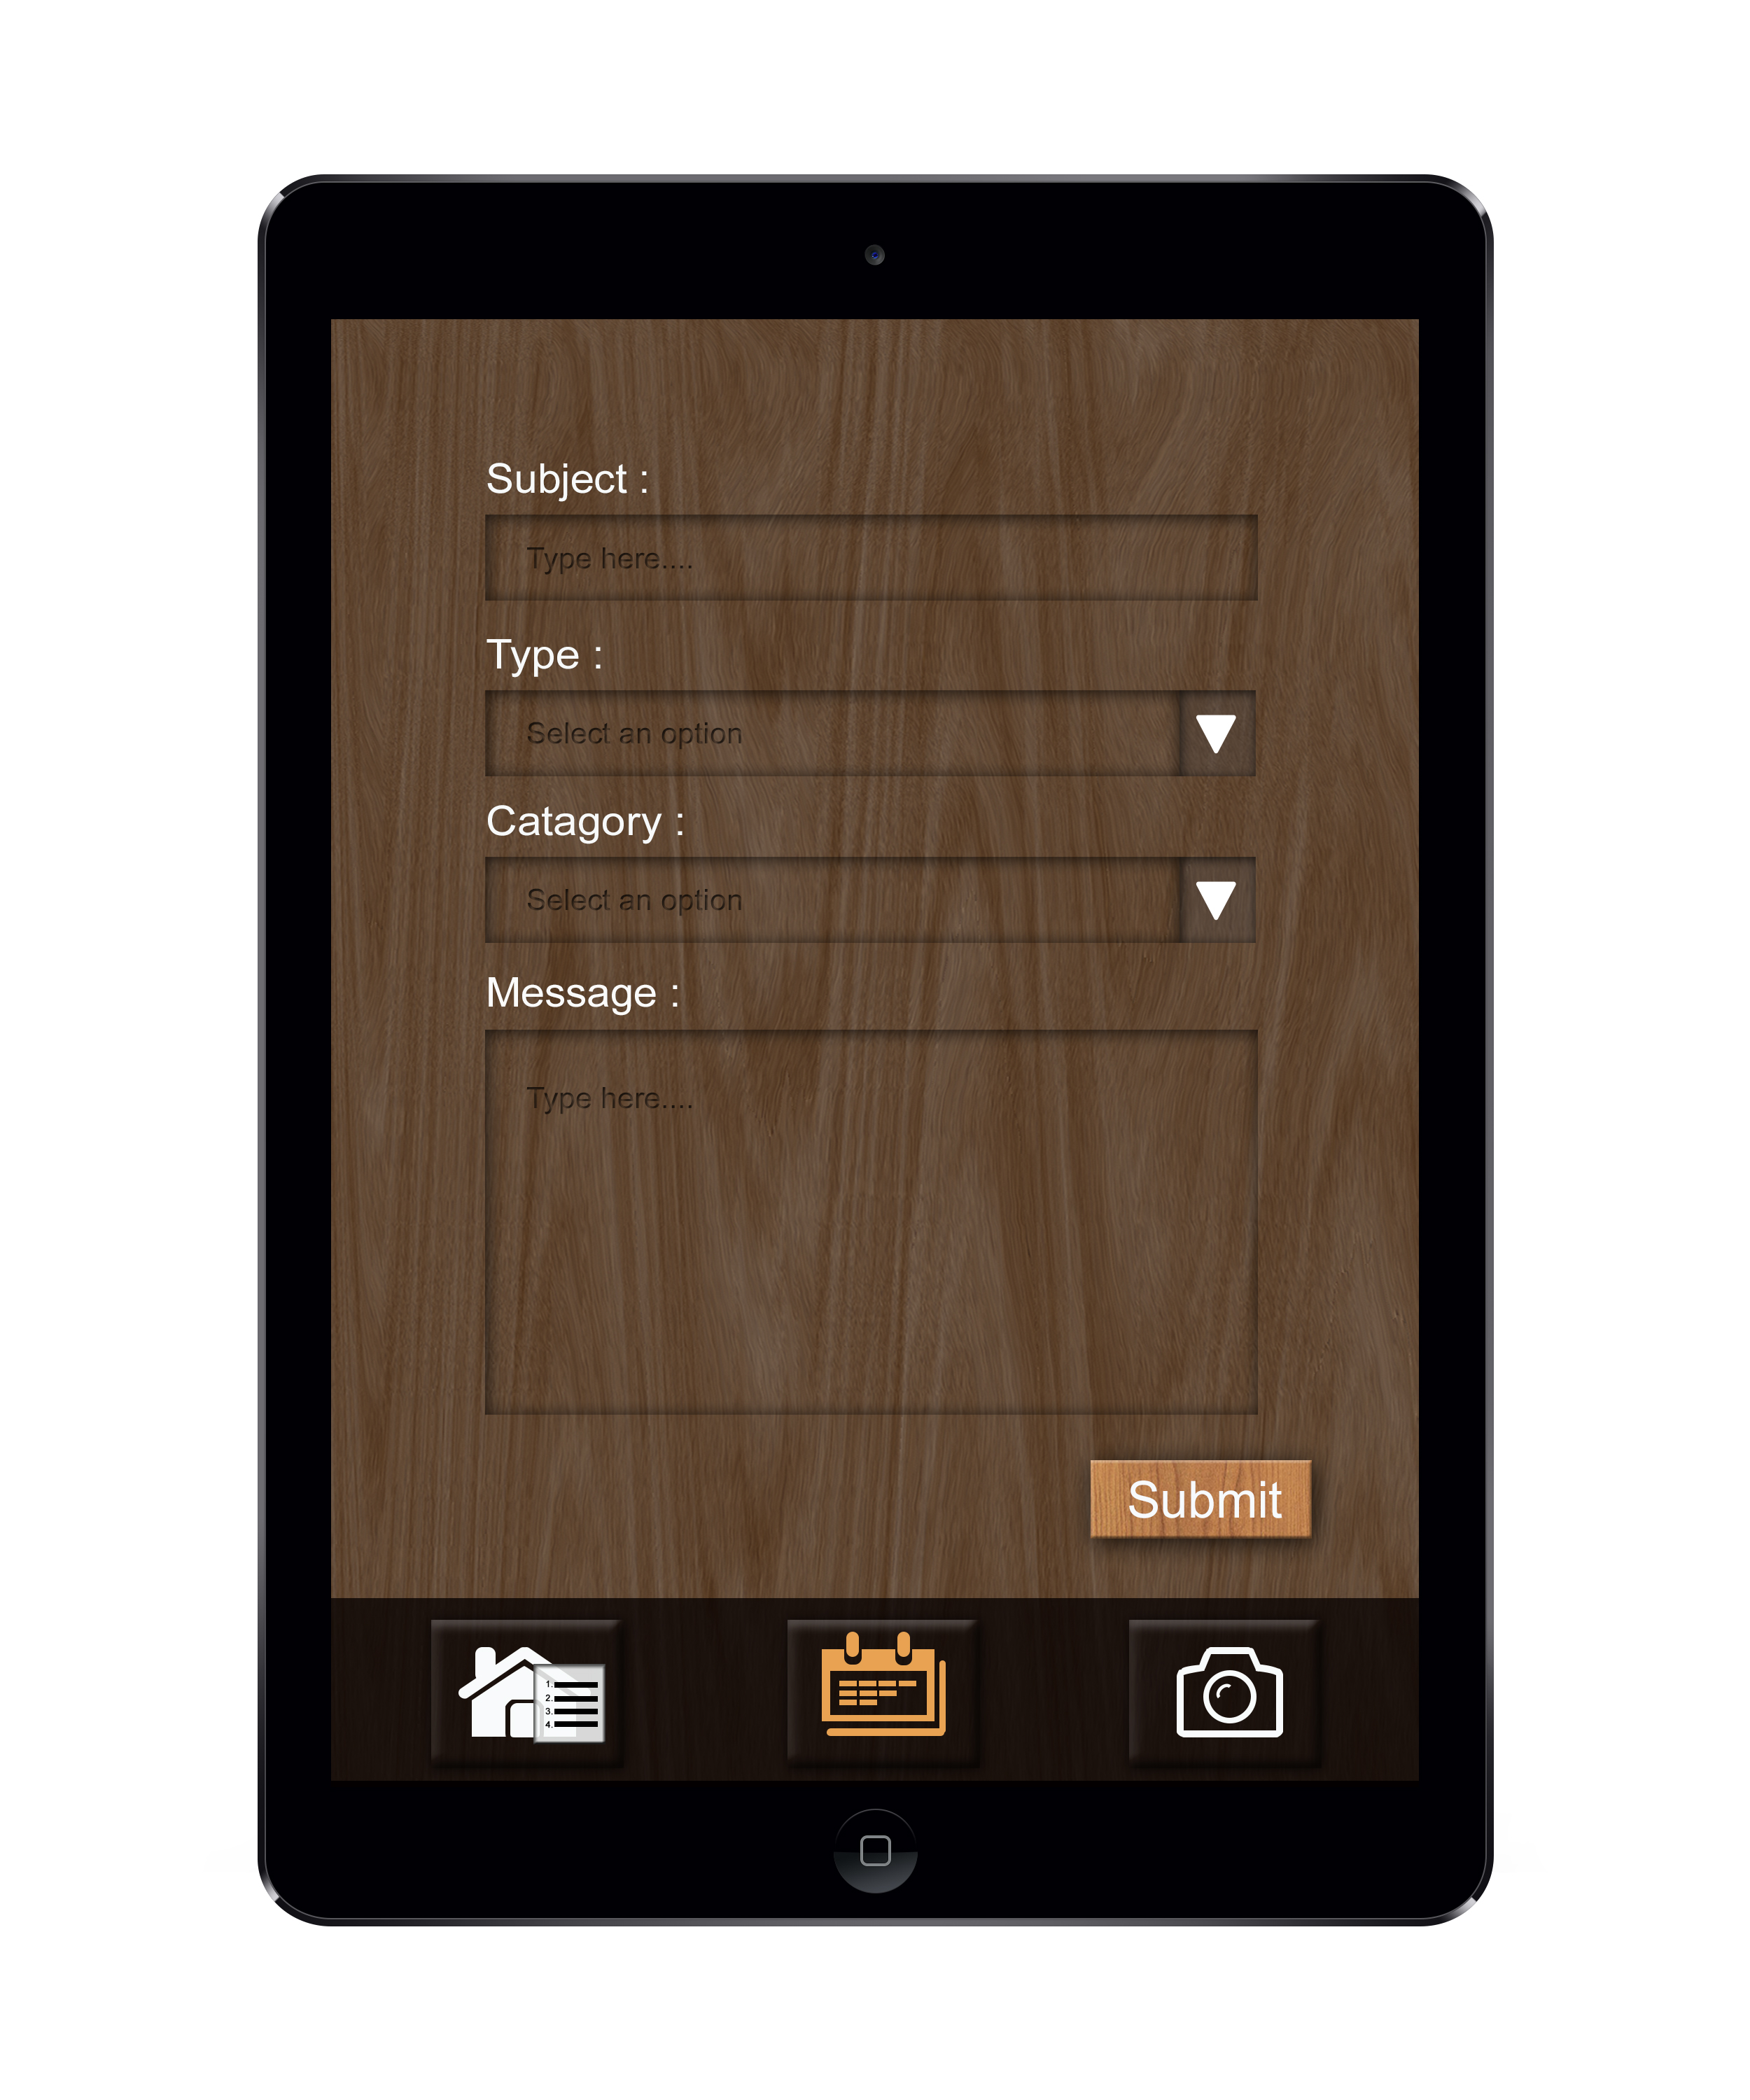 Subject :
Type here....
Type :
Select an option
Catagory :
Select an option
Message :
Type here....
Submit
1.
2.
3.
4.